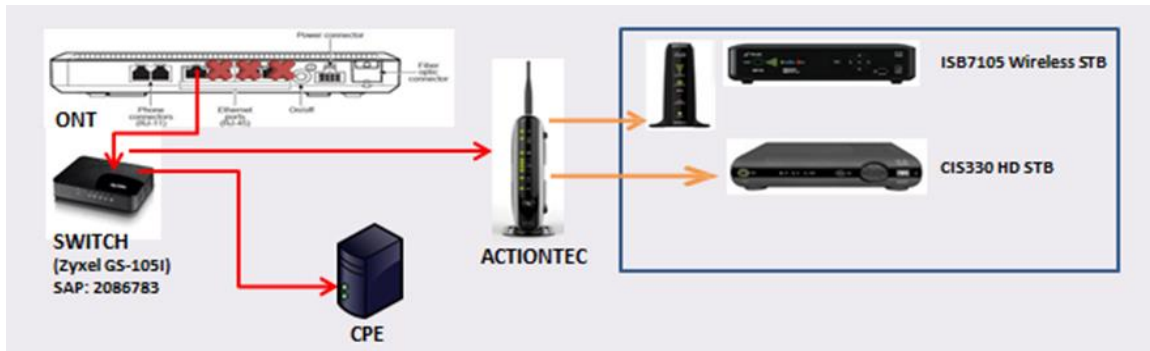 Power connector
Fiber
optic
connector
Phone
connectors
(RJ-11)
Ethernet
ports
(RJ-45)
On/off
ONT
ISB7105 Wireless STB
CIS330 HD STB
SWITCH
(Zyxel GS-105I)
SAP: 2086783
ACTIONTEC
CPE